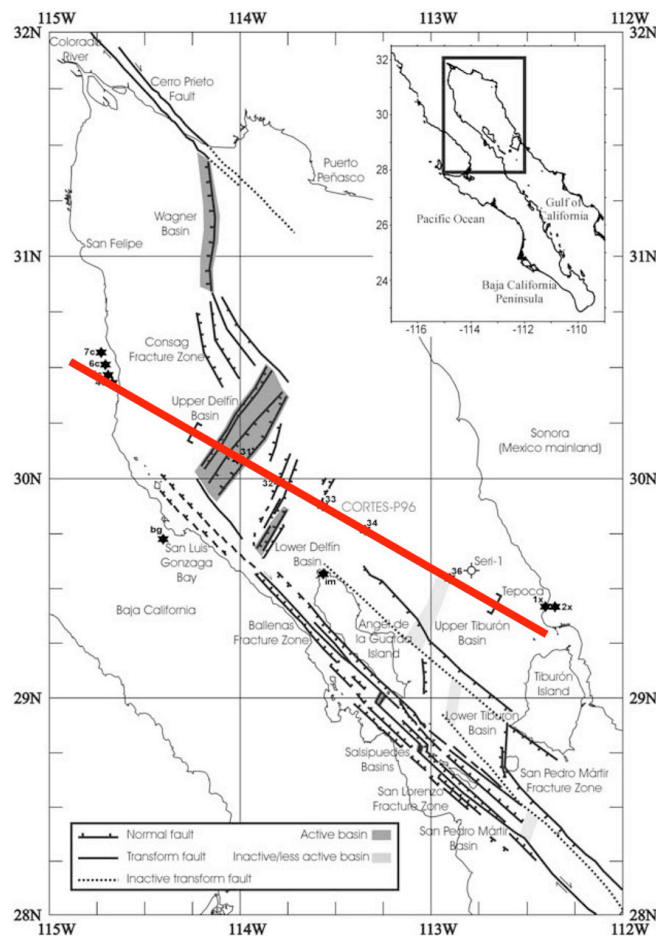 115W
114W
113W
112W
32N
Colorado
River
Cerro Prieto
Fault
Puerto
Peñasco
32
30
28
26
24
Gulf of
California
Pacific Ocean
Baja California
Peninsula
-116
-114
-112
-110
Wagner
Basin
31N
San Felipe
Consag
Fracture Zone
7c
6c
Upper Delfín
Basin
31
Sonora
(Mexico mainland)
30N
32
33
CORTES-P96
34
bg
San Luis
Gonzaga
Bay
Lower Delfín
Basin
im
36
Seri-1
Tepoca
1x
2x
Baja California
Ballenas
Fracture Zone
Angel de
la Guarda
Island
Upper Tiburón
Basin
Tiburón
Island
29N
Lower Tiburón
Basin
Salsipuedes
Basins
San Pedro Mártir
Fracture Zone
San Lorenzo
Fracture Zone
San Pedro Mártir
Basin
Normal fault
Active basin
Transform fault
Inactive/less active basin
Inactive transform fault
28N
28N
115W
114W
113W
112W